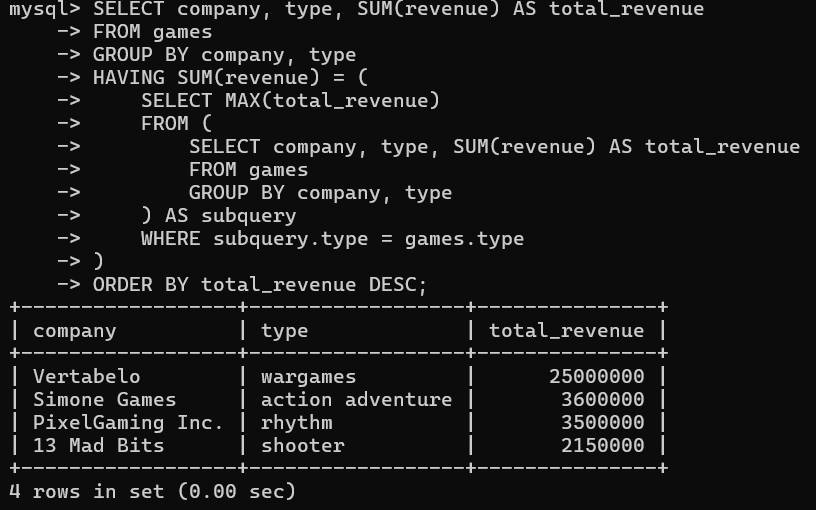 mysql> SELECT company, type, SUM(revenue) AS total_revenue
    -> FROM games
    -> GROUP BY company, type
    -> HAVING SUM(revenue) = (
    ->     SELECT MAX(total_revenue)
    ->     FROM (
    ->         SELECT company, type, SUM(revenue) AS total_revenue
    ->         FROM games
    ->         GROUP BY company, type
    ->     ) AS subquery
    ->     WHERE subquery.type = games.type
    -> )
    -> ORDER BY total_revenue DESC;
+------------------+------------------+---------------+
| company          | type             | total_revenue |
+------------------+------------------+---------------+
| Vertabelo        | wargames         |      25000000 |
| Simone Games     | action adventure |       3600000 |
| PixelGaming Inc. | rhythm           |       3500000 |
| 13 Mad Bits      | shooter          |       2150000 |
+------------------+------------------+---------------+
4 rows in set (0.00 sec)